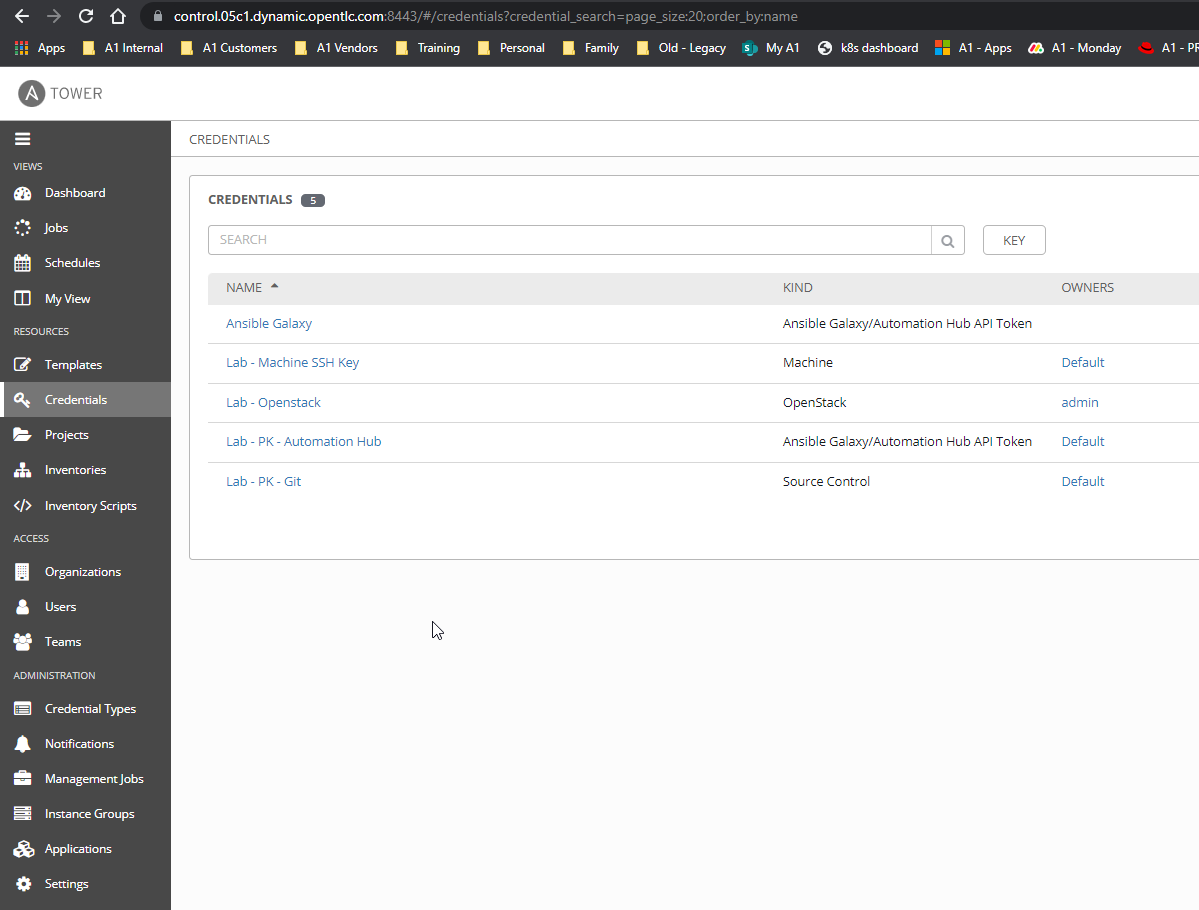 control.05c1.dynamic.opentlc.com:8443/#/credentials?credential_search=page_size:20;order_by:name
Apps A1 Internal A1 Customers A1 Vendors Training Personal Family Old - Legacy My A1 k8s dashboard A1 - Apps A1 - Monday A1 - PR
A TOWER
CREDENTIALS
VIEWS
Dashboard
Jobs
Schedules
My View
RESOURCES
Templates
Credentials
Projects
Inventories
Inventory Scripts
ACCESS
Organizations
Users
Teams
ADMINISTRATION
Credential Types
Notifications
Management Jobs
Instance Groups
Applications
Settings
CREDENTIALS 5
SEARCH KEY
NAME KIND OWNERS
Ansible Galaxy Ansible Galaxy/Automation Hub API Token
Lab - Machine SSH Key Machine Default
Lab - Openstack OpenStack admin
Lab - PK - Automation Hub Ansible Galaxy/Automation Hub API Token Default
Lab - PK - Git Source Control Default